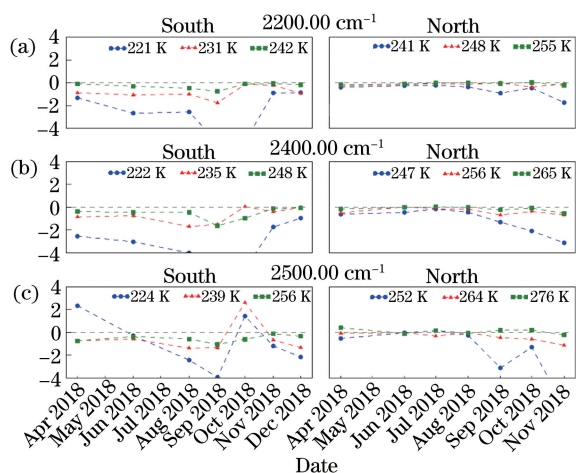 South 2200.00 cm⁻¹ North
(a)
4 221 K 231 K 242 K 241 K 248 K 255 K
2
0
−2
−4
South 2400.00 cm⁻¹ North
(b)
4 222 K 235 K 248 K 247 K 256 K 265 K
2
0
−2
−4
South 2500.00 cm⁻¹ North
(c)
4 224 K 239 K 256 K 252 K 264 K 276 K
2
0
−2
−4
Apr 2018 May 2018 Jun 2018 Jul 2018 Aug 2018 Sep 2018 Oct 2018 Nov 2018 Dec 2018 Apr 2018 May 2018 Jun 2018 Jul 2018 Aug 2018 Sep 2018 Oct 2018 Nov 2018
Date